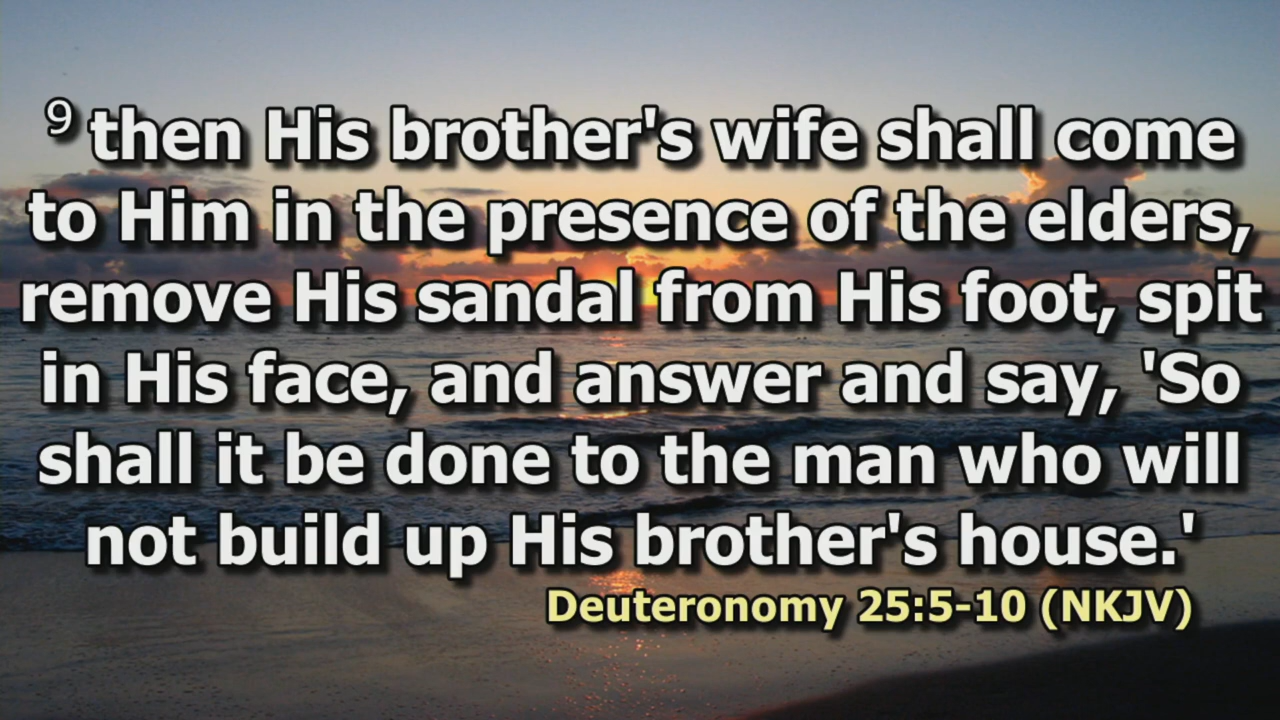 9 then His brother's wife shall come
to Him in the presence of the elders,
remove His sandal from His foot, spit
in His face, and answer and say, 'So
shall it be done to the man who will
not build up His brother's house.'
Deuteronomy 25:5-10 (NKJV)